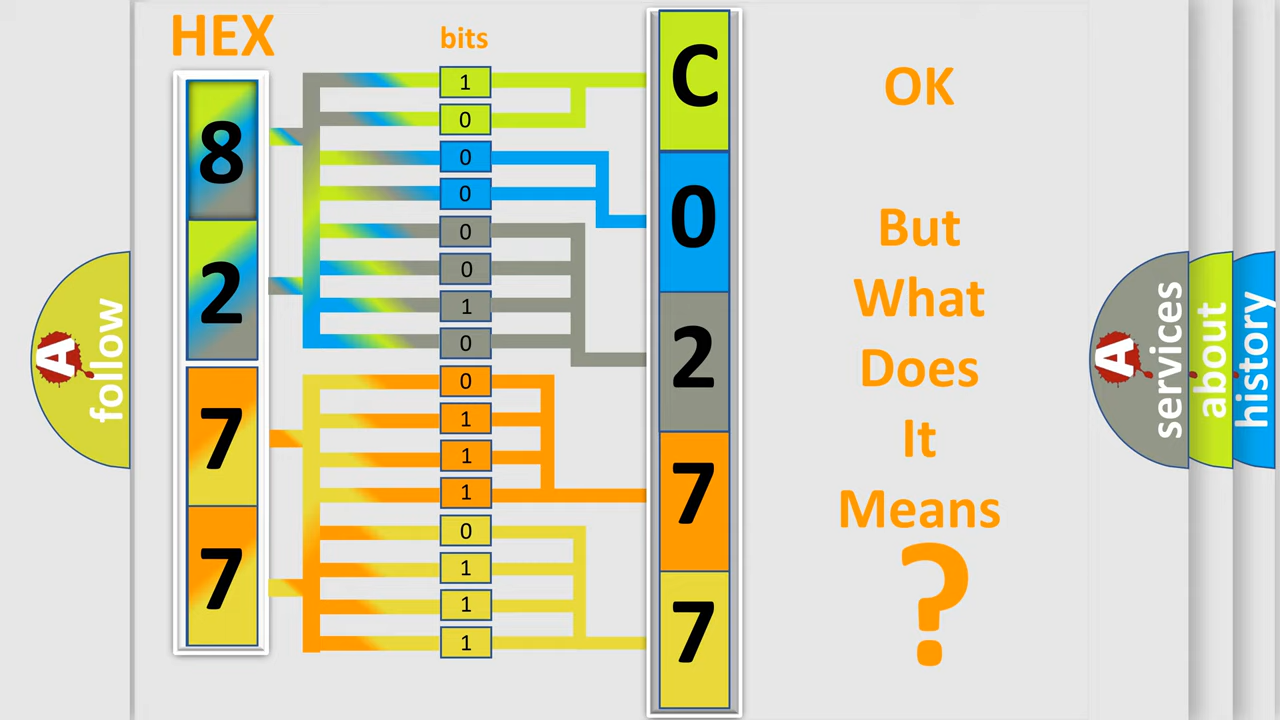 HEX
8
2
7
7
bits
1
0
0
0
0
0
1
0
0
1
1
1
0
1
1
1
C
0
2
7
7
OK
But
What
Does
It
Means
?
A
follow
A
services
about
history